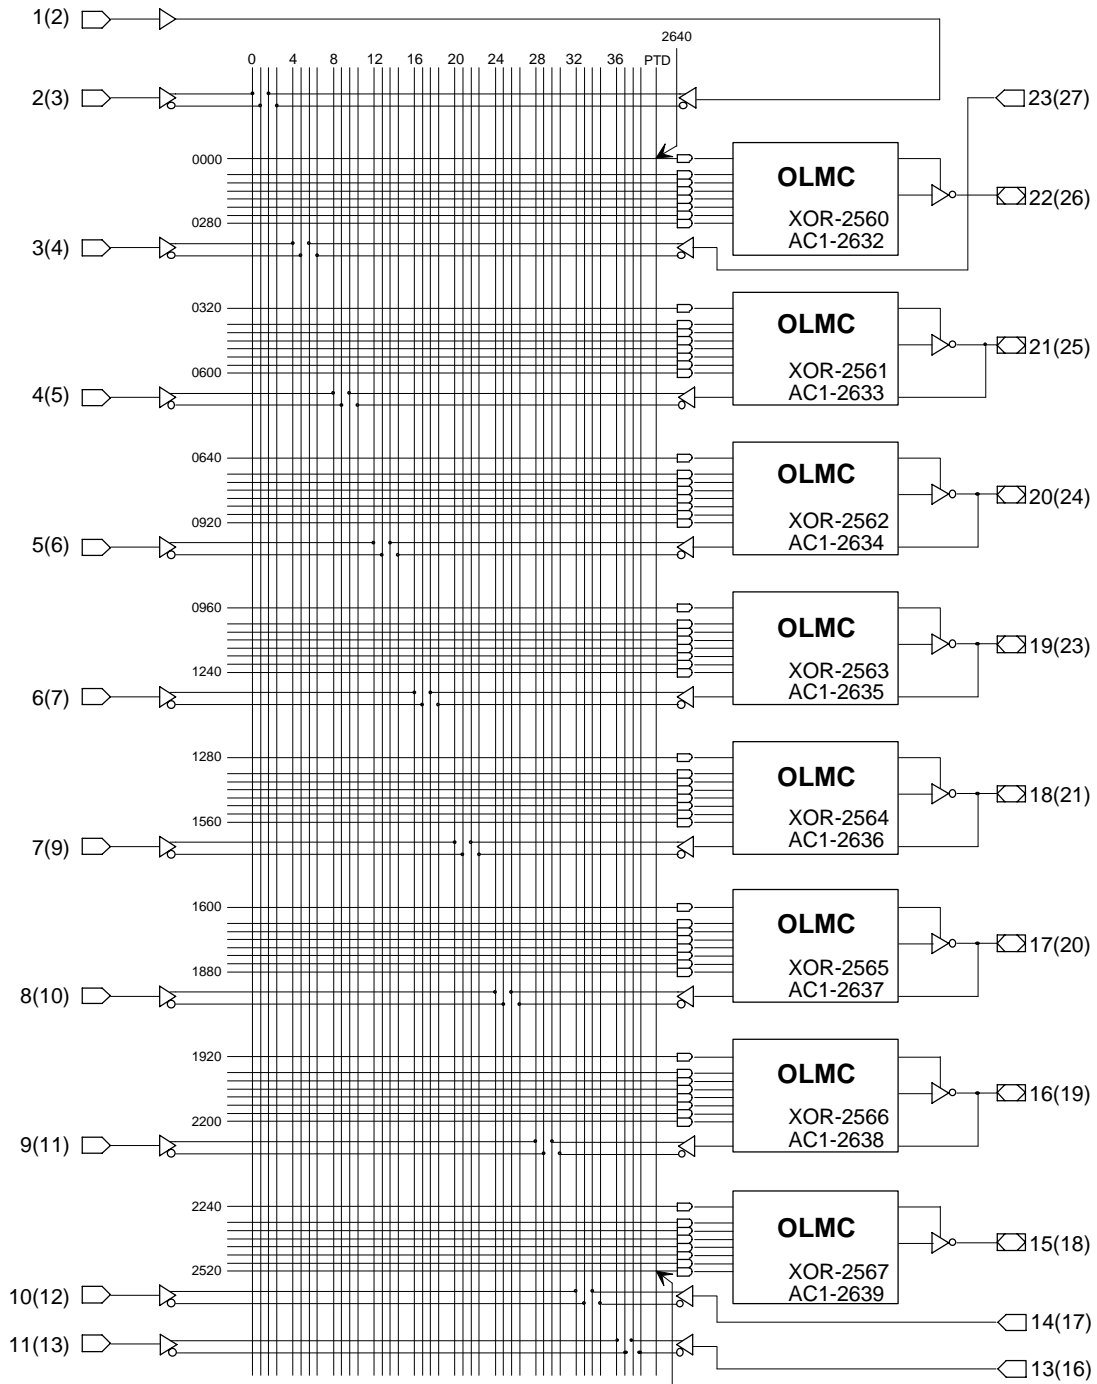 1(2)
2640
0 4 8 12 16 20 24 28 32 36 PTD
2(3)
23(27)
0000
OLMC
XOR-2560
AC1-2632
22(26)
0280
3(4)
0320
OLMC
XOR-2561
AC1-2633
21(25)
0600
4(5)
0640
OLMC
XOR-2562
AC1-2634
20(24)
0920
5(6)
0960
OLMC
XOR-2563
AC1-2635
19(23)
1240
6(7)
1280
OLMC
XOR-2564
AC1-2636
18(21)
1560
7(9)
1600
OLMC
XOR-2565
AC1-2637
17(20)
1880
8(10)
1920
OLMC
XOR-2566
AC1-2638
16(19)
2200
9(11)
2240
OLMC
XOR-2567
AC1-2639
15(18)
2520
10(12)
14(17)
11(13)
13(16)